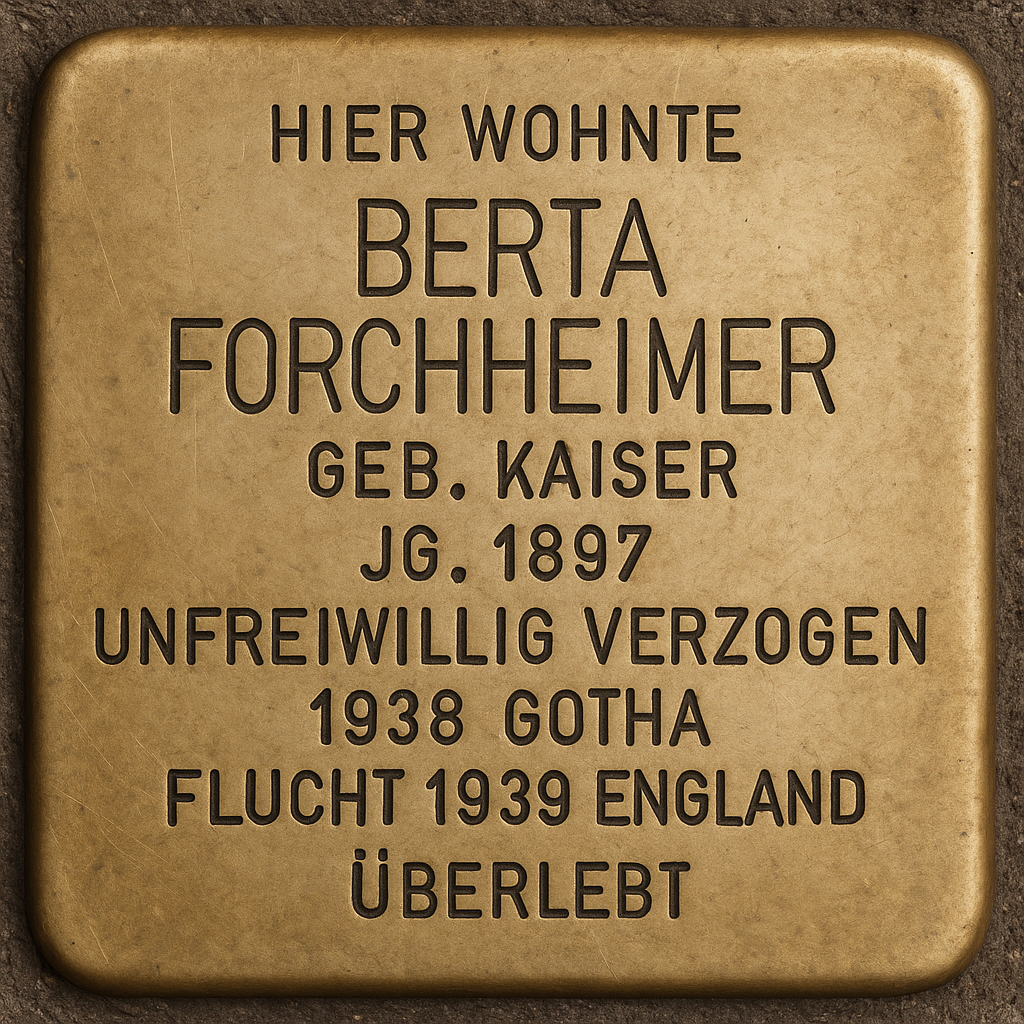 HIER WOHNTE
BERTA
FORCHHEIMER
GEB. KAISER
JG. 1897
UNFREIWILLIG VERZOGEN
1938 GOTHA
FLUCHT 1939 ENGLAND
ÜBERLEBT